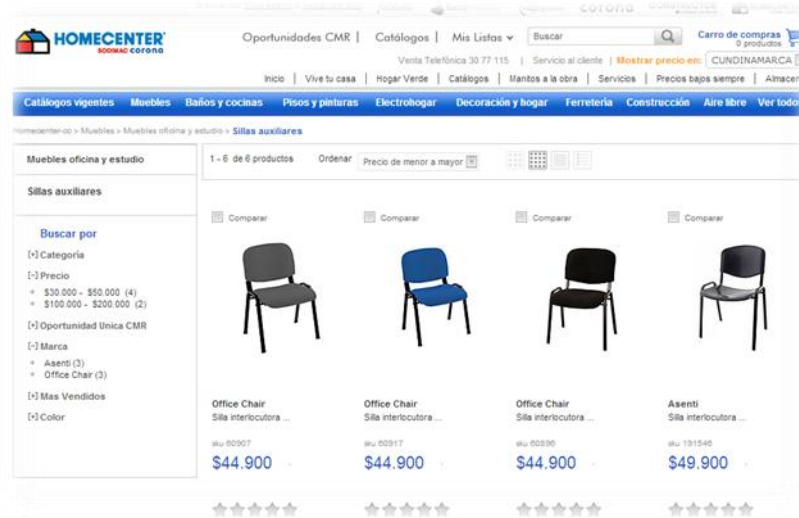 HOMECENTER
SODIMAC corona
Oportunidades CMR | Catálogos | Mis Listas
Buscar
Carro de compras
0 productos
Venta Telefónica 30 77 115 | Servicio al cliente | Mostrar precio en: CUNDINAMARCA
Inicio | Vive tu casa | Hogar Verde | Catálogos | Manitos a la obra | Servicios | Precios bajos siempre | Almacen
Catálogos vigentes Muebles Baños y cocinas Pisos y pinturas Electrohogar Decoración y hogar Ferretería Construcción Aire libre Ver todo
Homecenter-co > Muebles > Muebles oficina y estudio > Sillas auxiliares
Muebles oficina y estudio
Sillas auxiliares
Buscar por
[+] Categoría
[-] Precio
$30.000 - $50.000 (4)
$100.000 - $200.000 (2)
[+] Oportunidad Unica CMR
[-] Marca
Asenti (3)
Office Chair (3)
[+] Mas Vendidos
[+] Color
1 - 6 de 6 productos Ordenar Precio de menor a mayor
Comparar Comparar Comparar Comparar
Office Chair Office Chair Office Chair Asenti
Silla interlocutora ... Silla interlocutora ... Silla interlocutora ... Silla interlocutora ...
sku 60907 sku 60917 sku 60896 sku 191546
$44.900 $44.900 $44.900 $49.900